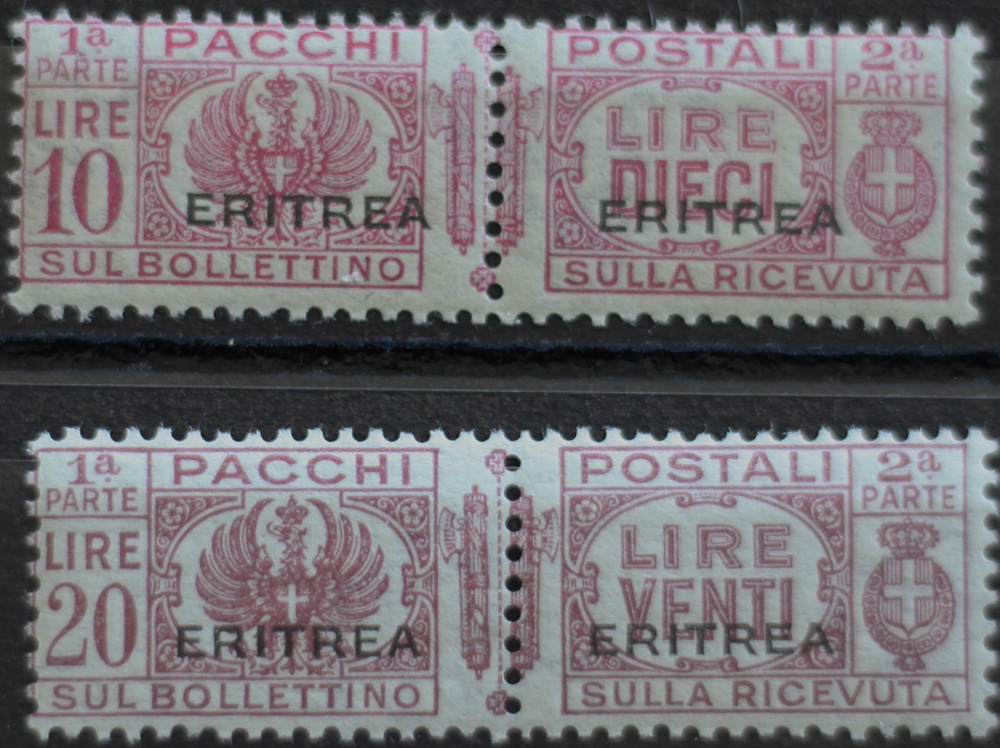 1ª PARTE PACCHI POSTALI 2ª PARTE
LIRE 10 LIRE DIECI
ERITREA ERITREA
SUL BOLLETTINO SULLA RICEVUTA
1ª PARTE PACCHI POSTALI 2ª PARTE
LIRE 20 LIRE VENTI
ERITREA ERITREA
SUL BOLLETTINO SULLA RICEVUTA